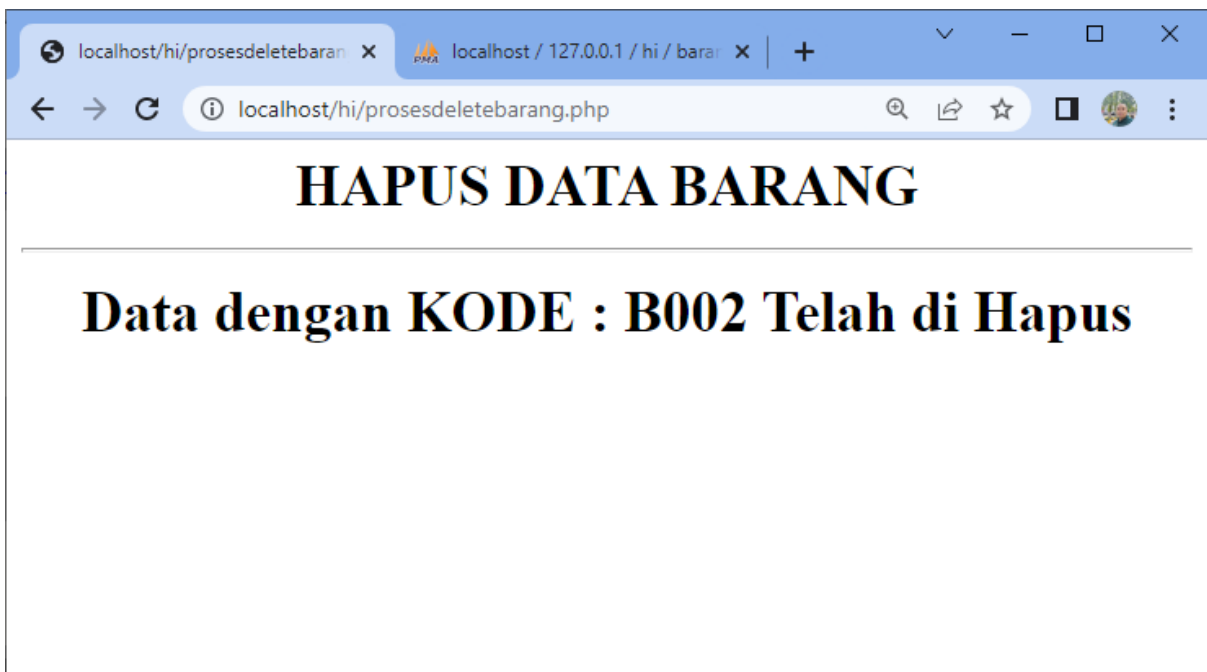 localhost/hi/prosesdeletebaran
localhost / 127.0.0.1 / hi / baran
localhost/hi/prosesdeletebarang.php
HAPUS DATA BARANG
Data dengan KODE : B002 Telah di Hapus